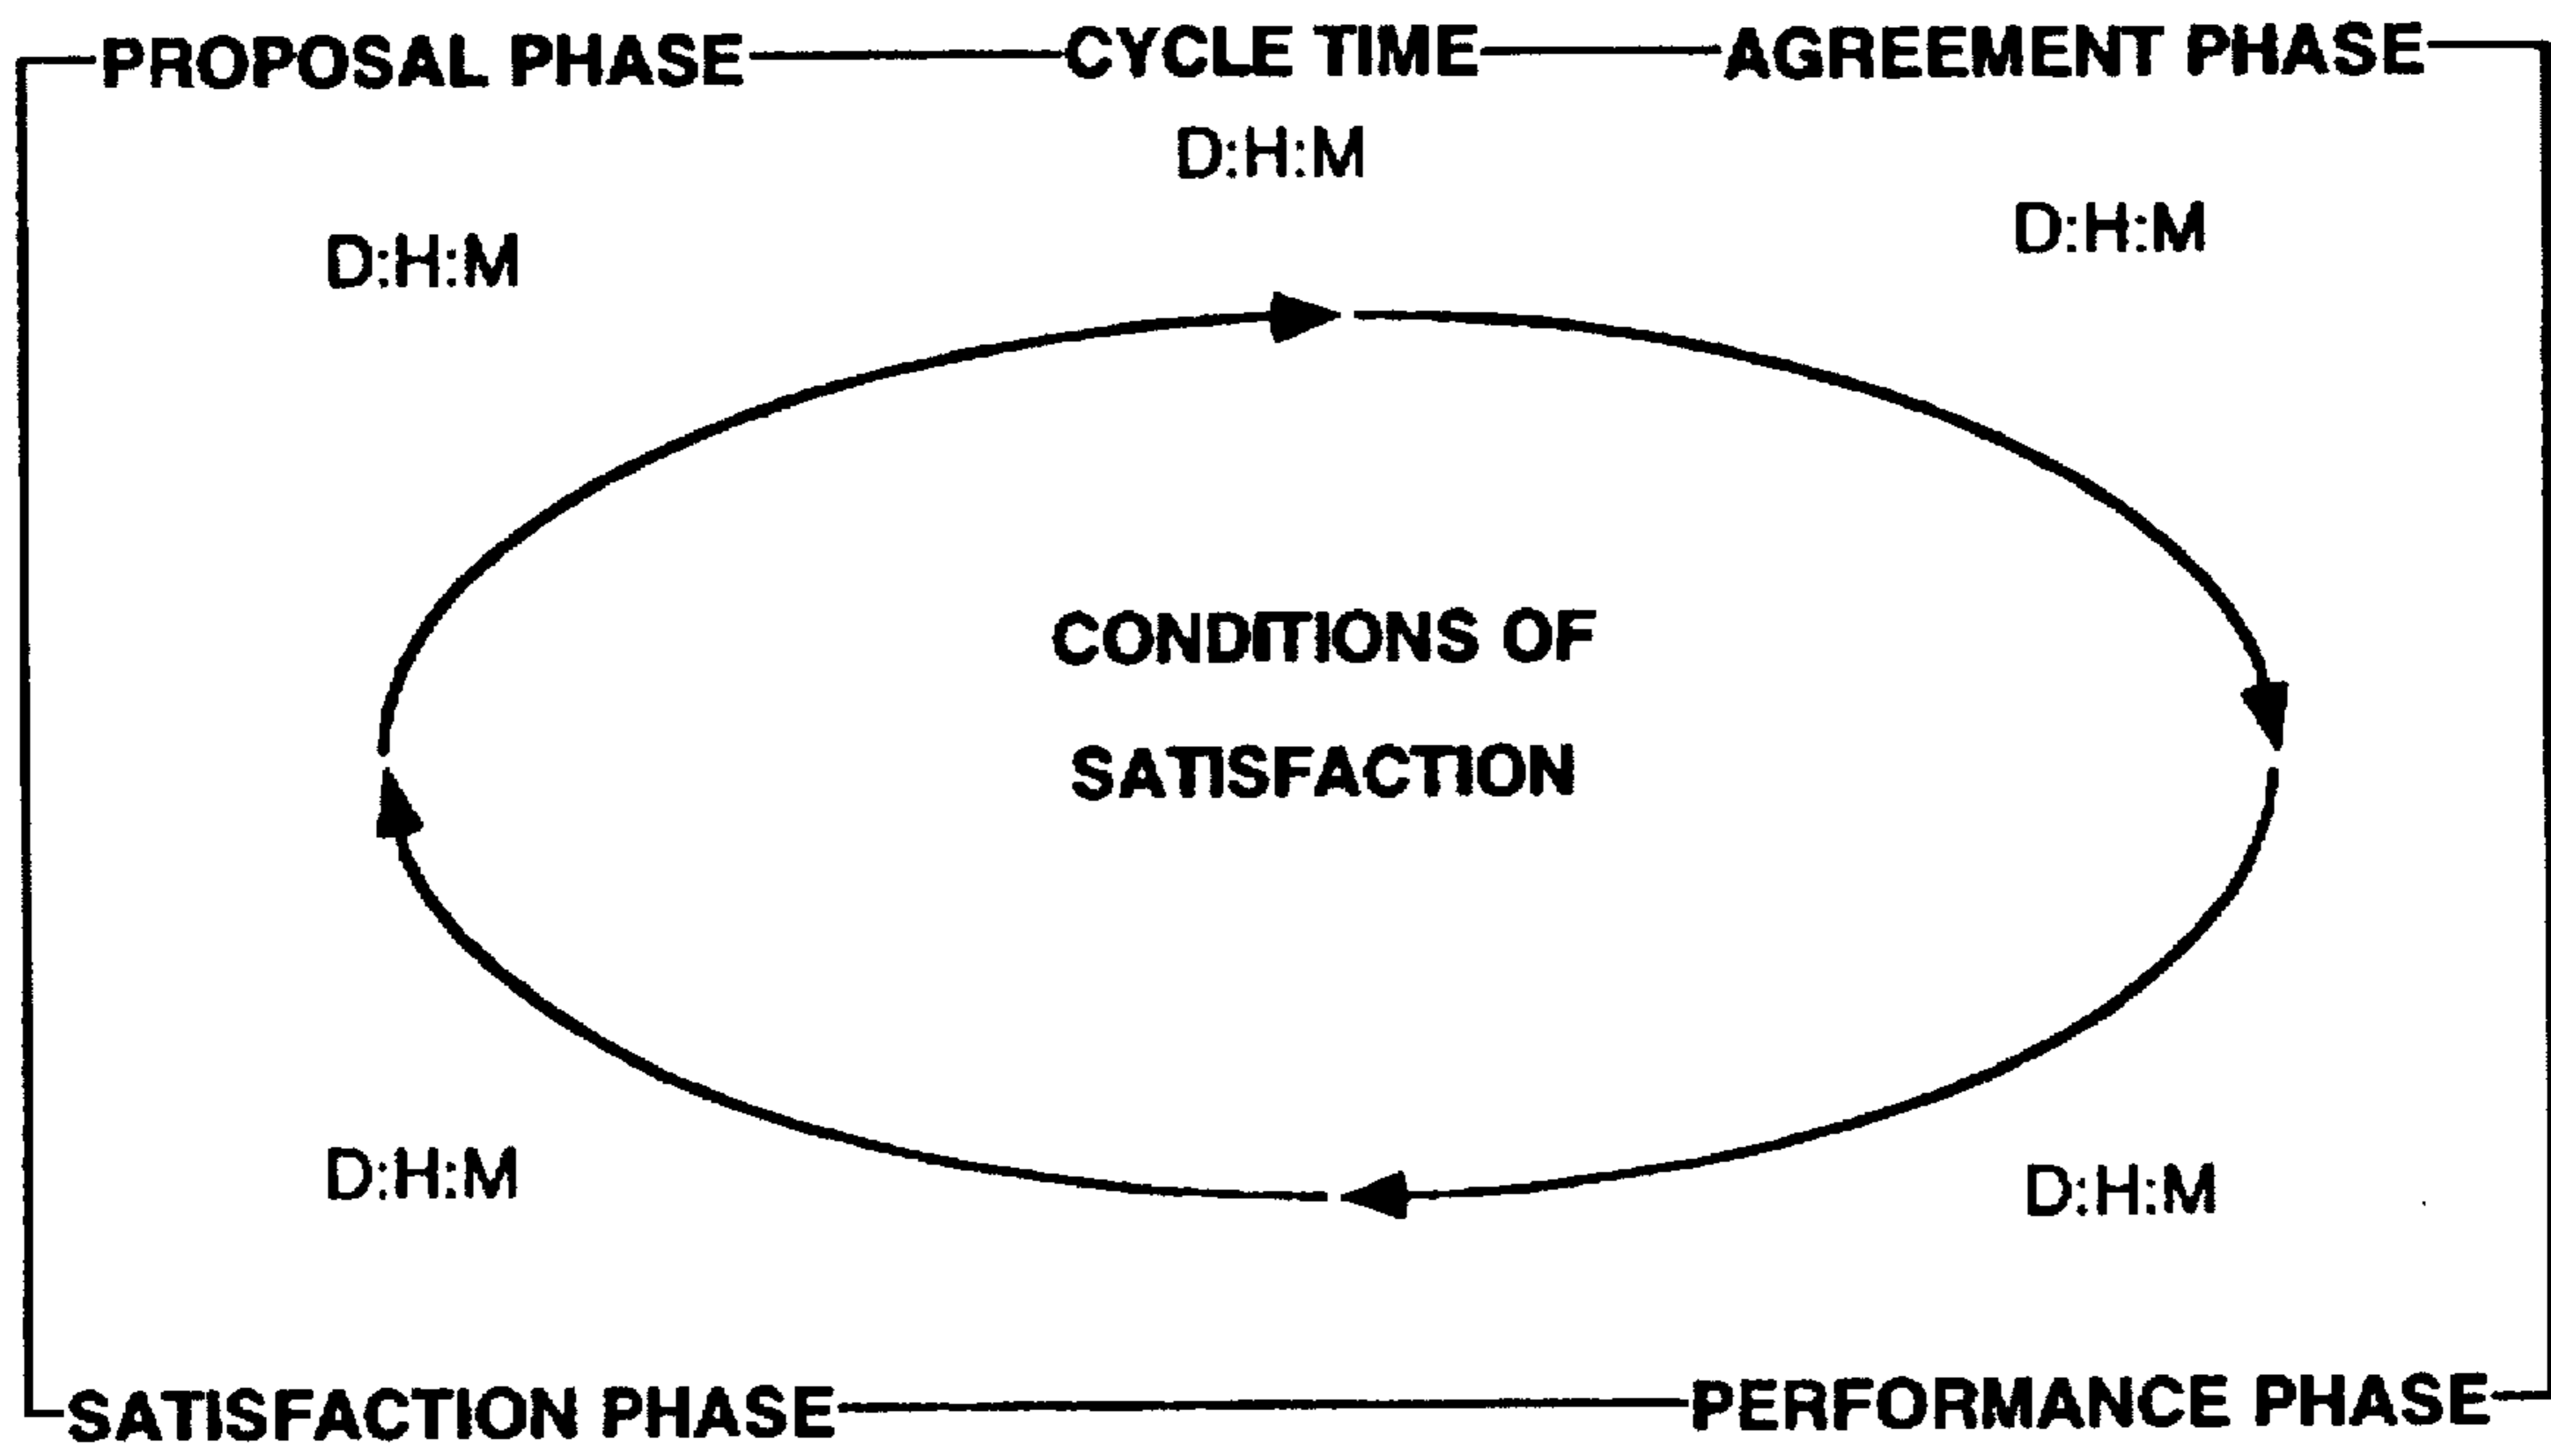 PROPOSAL PHASE CYCLE TIME AGREEMENT PHASE
D:H:M
D:H:M
D:H:M
CONDITIONS OF
SATISFACTION
D:H:M
D:H:M
SATISFACTION PHASE PERFORMANCE PHASE